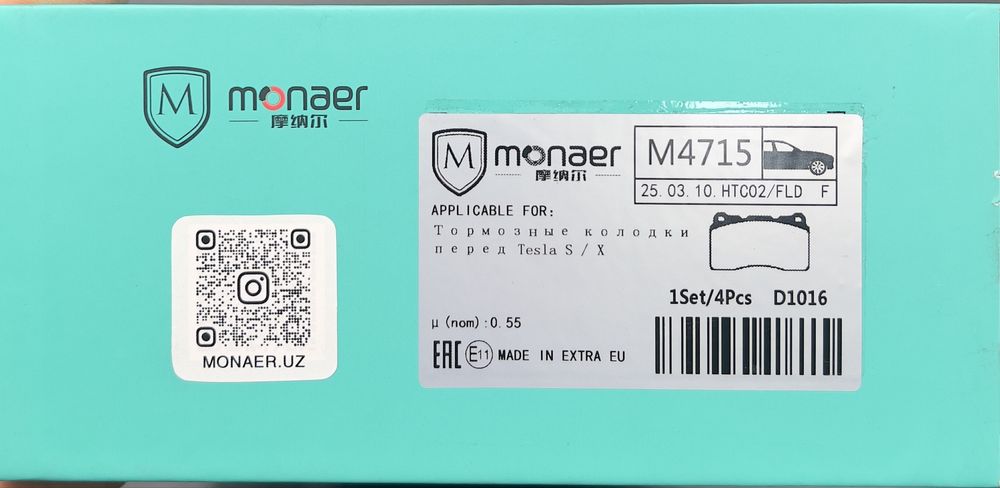 M
monaer
摩纳尔
MONAER.UZ
M
monaer
摩纳尔
M4715
25.03.10.HTC02/FLD F
APPLICABLE FOR:
Тормозные колодки
перед Tesla S / X
1Set/4Pcs D1016
μ (nom):0.55
EAC E11 MADE IN EXTRA EU